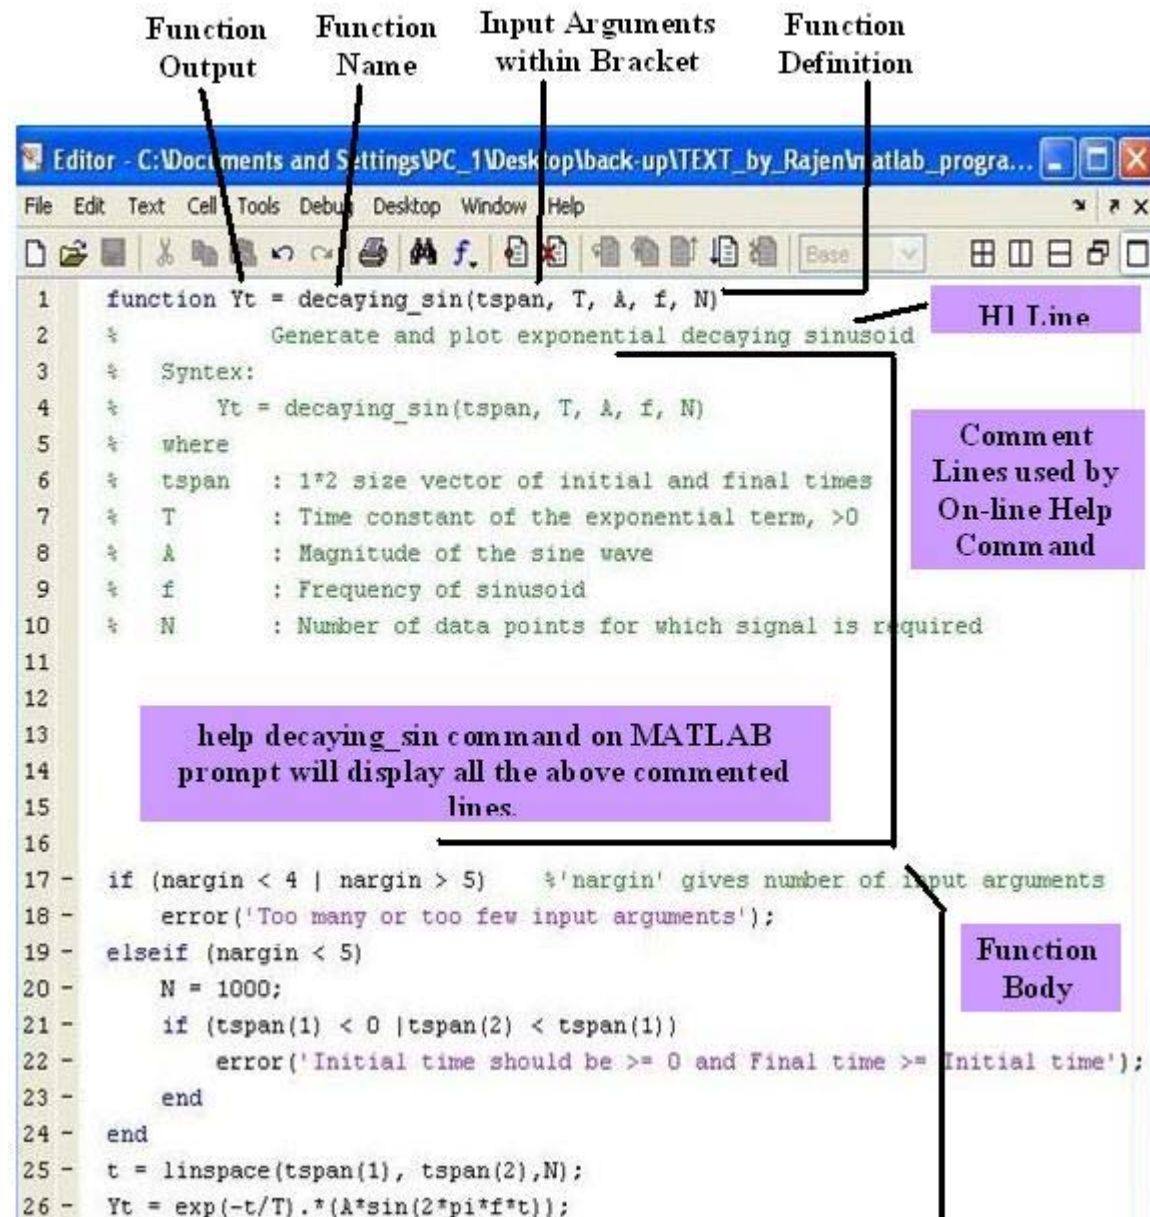 Function Output
Function Name
Input Arguments within Bracket
Function Definition
Editor - C:\Documents and Settings\PC_1\Desktop\back-up\TEXT_by_Rajen\matlab_progra...
File Edit Text Cell Tools Debug Desktop Window Help
Base
1 function Yt = decaying_sin(tspan, T, A, f, N)
H1 Line
2 % Generate and plot exponential decaying sinusoid
3 % Syntex:
4 % Yt = decaying_sin(tspan, T, A, f, N)
5 % where
6 % tspan : 1*2 size vector of initial and final times
7 % T : Time constant of the exponential term, >0
8 % A : Magnitude of the sine wave
9 % f : Frequency of sinusoid
10 % N : Number of data points for which signal is required
Comment
Lines used by
On-line Help
Command
11
12
13
14
15
16
help decaying_sin command on MATLAB
prompt will display all the above commented
lines.
17 - if (nargin < 4 | nargin > 5) %'nargin' gives number of input arguments
18 - error('Too many or too few input arguments');
19 - elseif (nargin < 5)
20 - N = 1000;
21 - if (tspan(1) < 0 |tspan(2) < tspan(1))
22 - error('Initial time should be >= 0 and Final time >= Initial time');
23 - end
24 - end
25 - t = linspace(tspan(1), tspan(2),N);
26 - Yt = exp(-t/T).*(A*sin(2*pi*f*t));
Function
Body